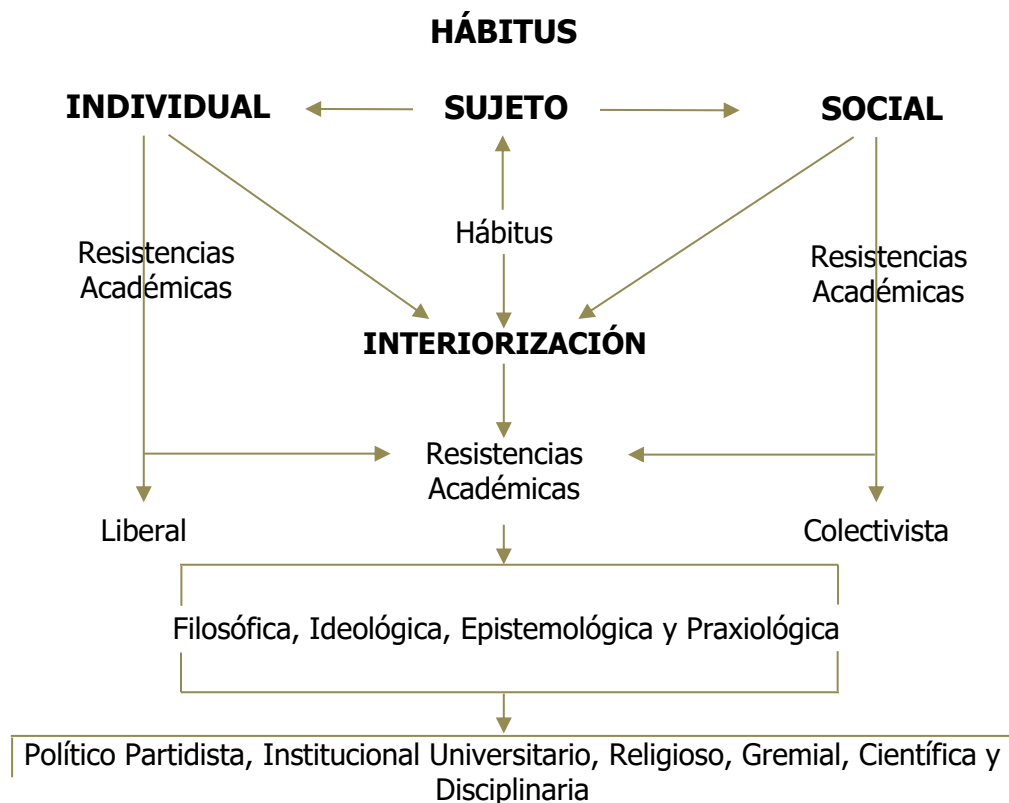 HÁBITUS
INDIVIDUAL SUJETO SOCIAL
Hábitus
Resistencias
Académicas
Resistencias
Académicas
INTERIORIZACIÓN
Resistencias
Académicas
Liberal
Colectivista
Filosófica, Ideológica, Epistemológica y Praxiológica
Político Partidista, Institucional Universitario, Religioso, Gremial, Científica y
Disciplinaria